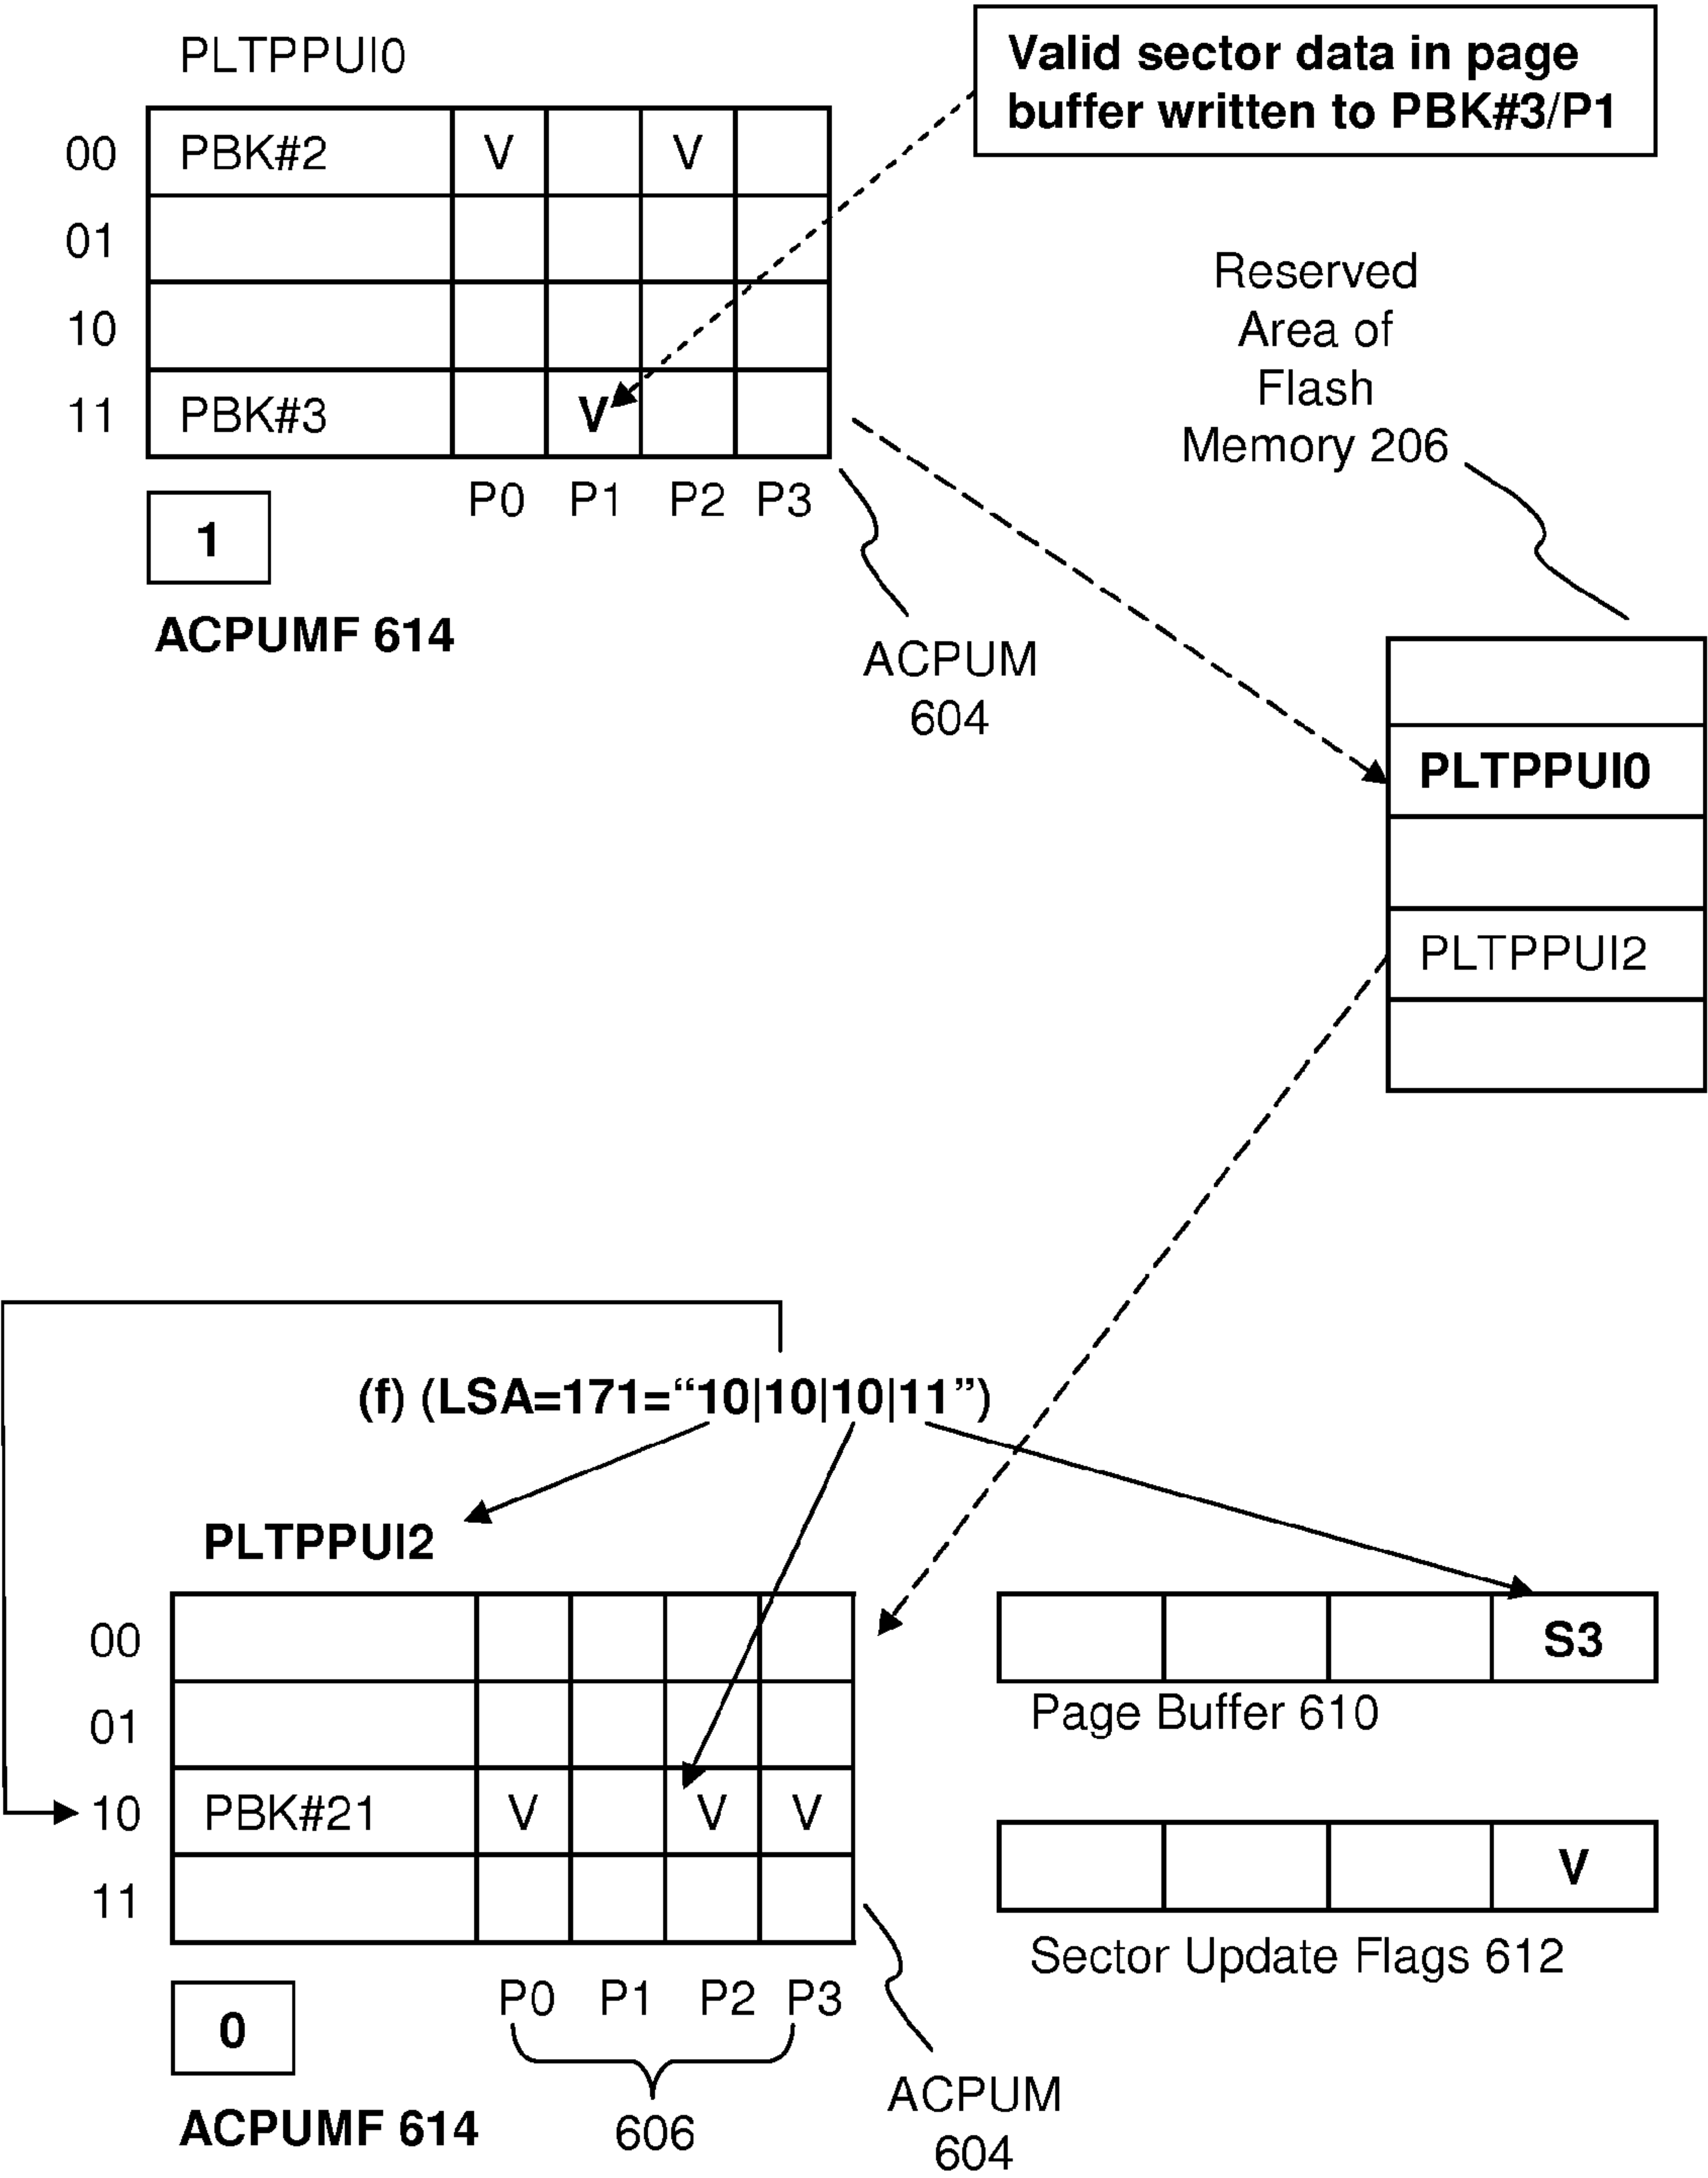 PLTPPUI0
Valid sector data in page
buffer written to PBK#3/P1
00 PBK#2 V V
01
10
11 PBK#3 V
P0 P1 P2 P3
1
ACPUMF 614
ACPUM
604
Reserved
Area of
Flash
Memory 206
PLTPPUI0
PLTPPUI2
(f) (LSA=171=“10|10|10|11”)
PLTPPUI2
00
01
10 PBK#21 V V V
11
P0 P1 P2 P3
0
ACPUMF 614
606
ACPUM
604
S3
Page Buffer 610
V
Sector Update Flags 612